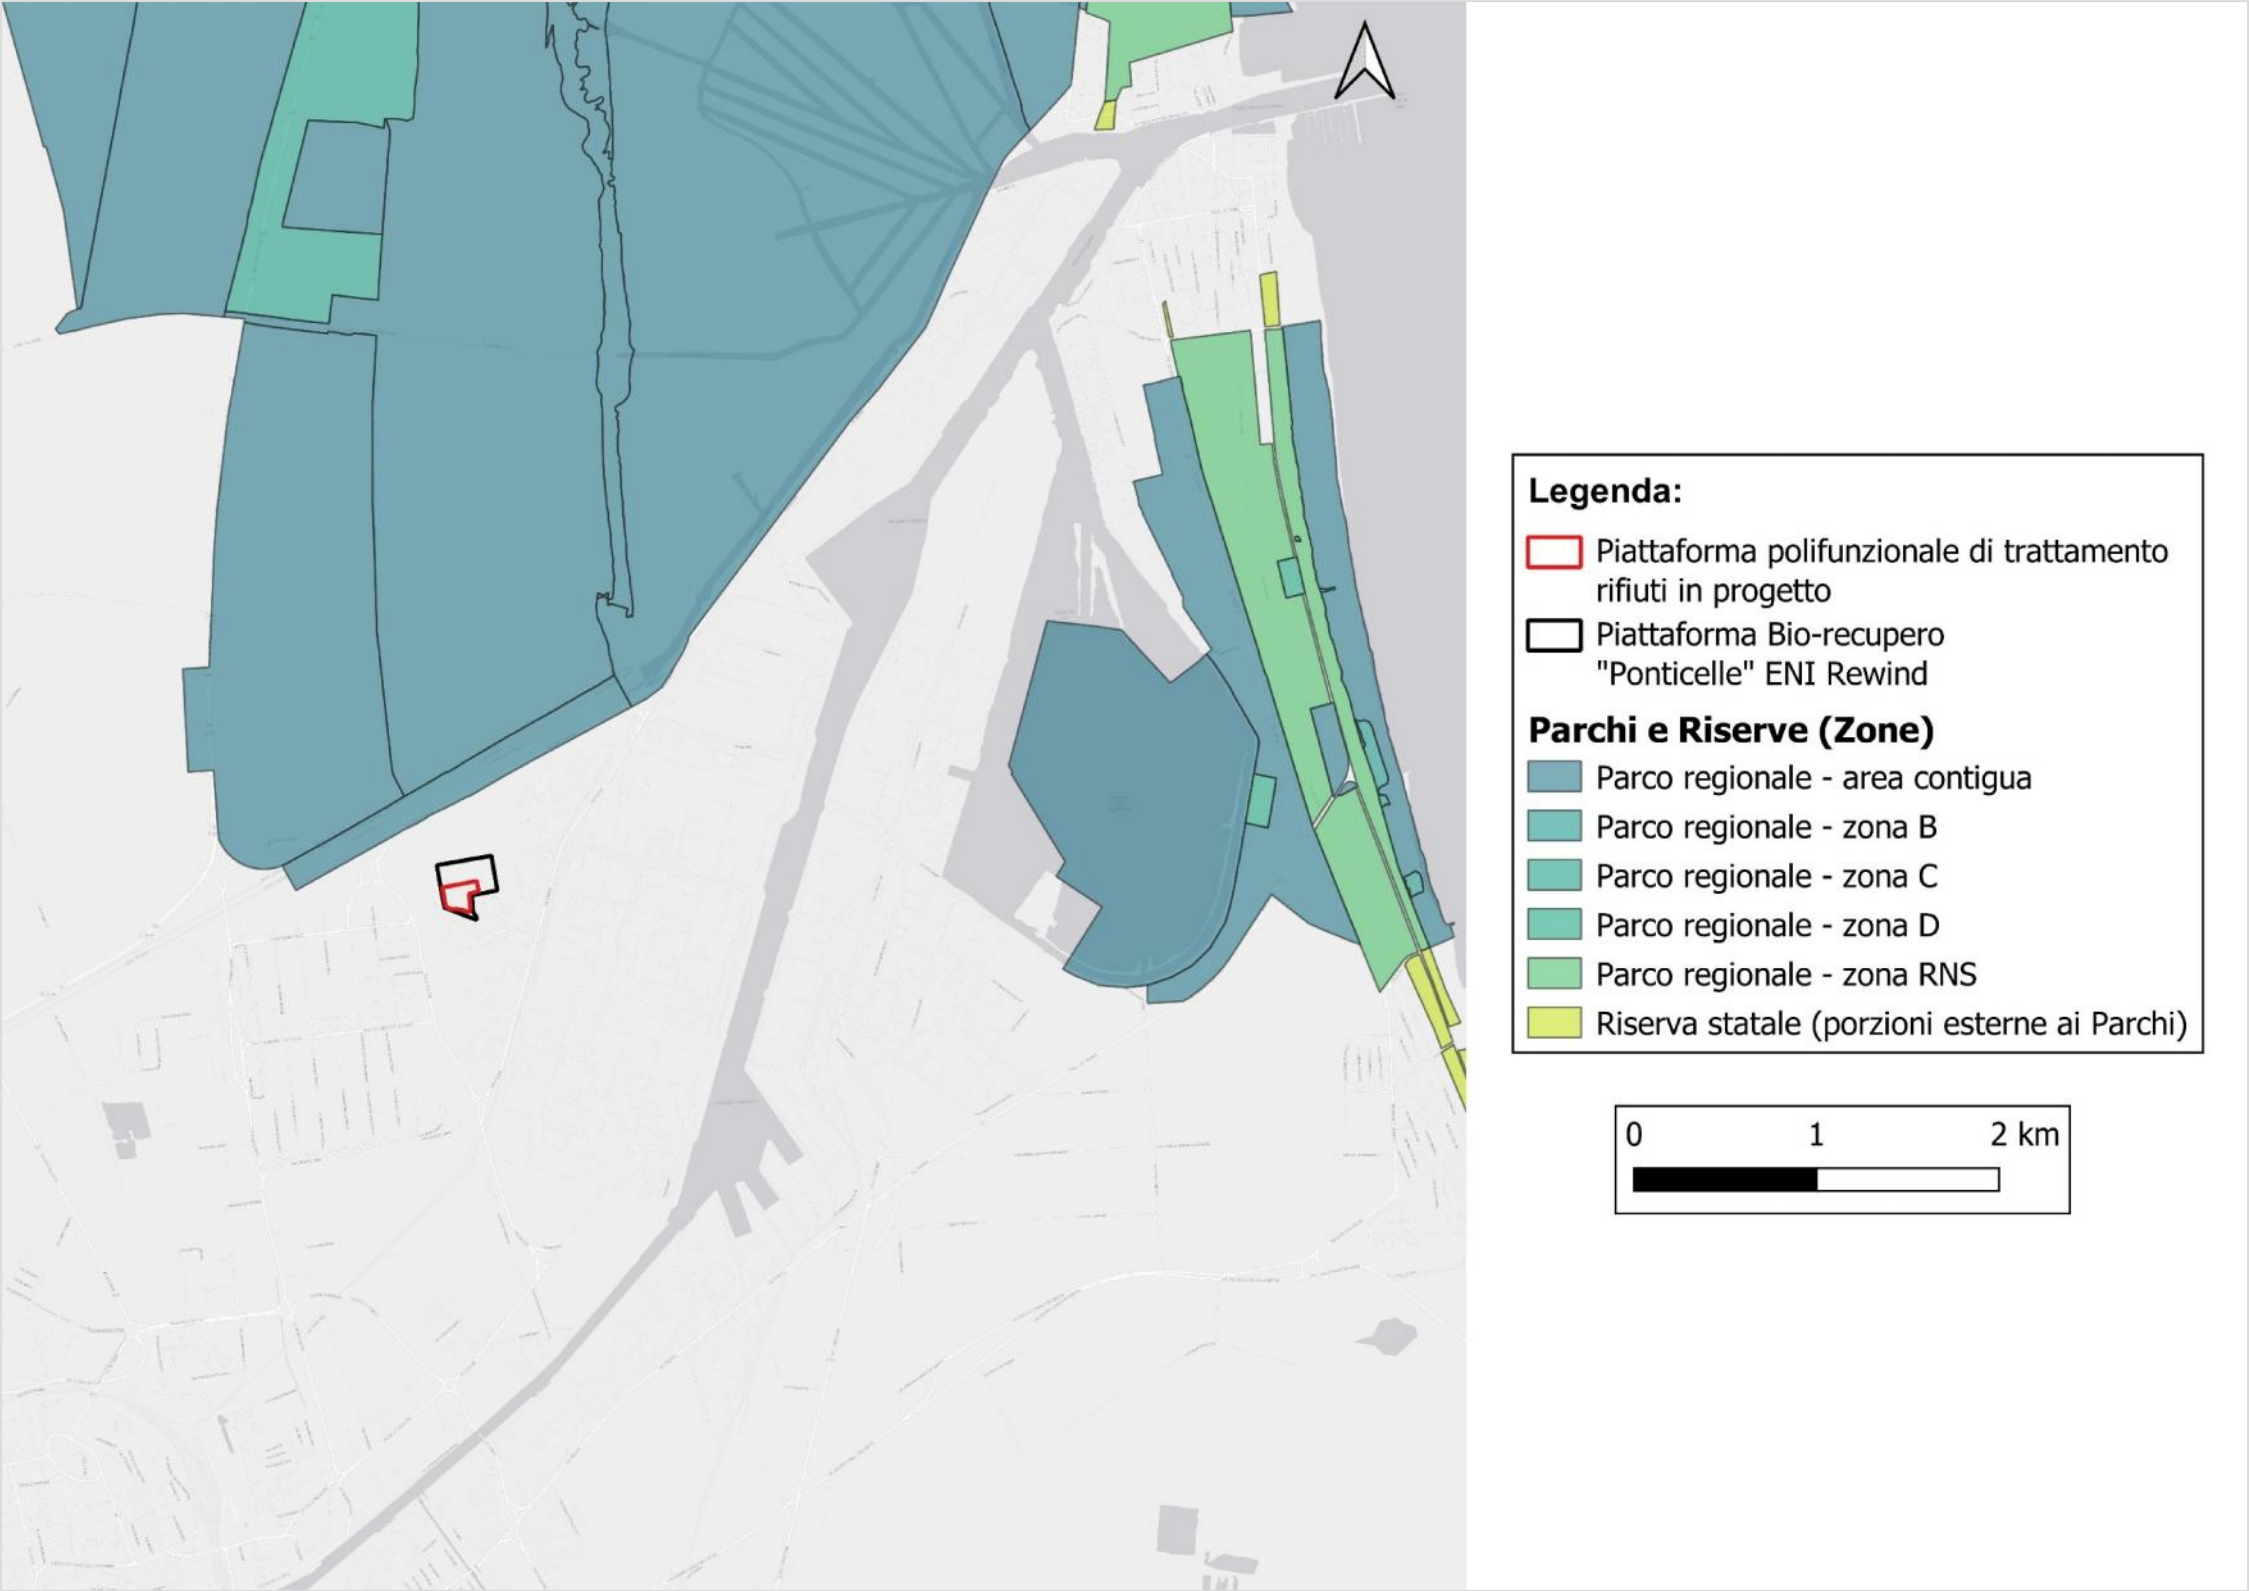 Legenda:
Piattaforma polifunzionale di trattamento
rifiuti in progetto
Piattaforma Bio-recupero
"Ponticelle" ENI Rewind
Parchi e Riserve (Zone)
Parco regionale - area contigua
Parco regionale - zona B
Parco regionale - zona C
Parco regionale - zona D
Parco regionale - zona RNS
Riserva statale (porzioni esterne ai Parchi)
0 1 2 km